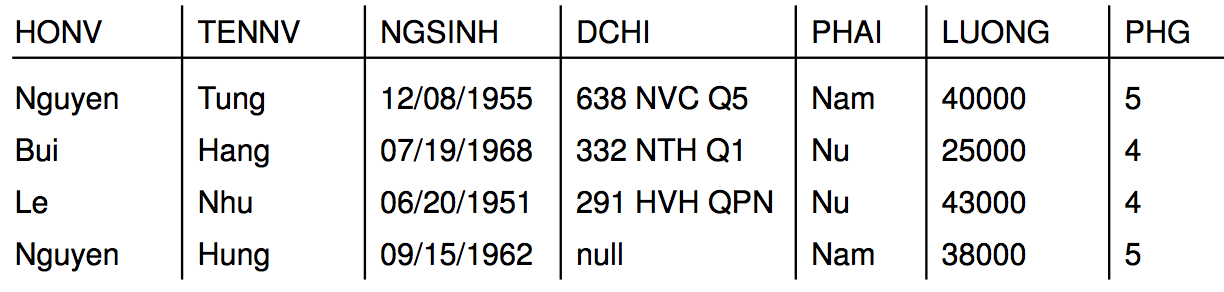 HONV TENNV NGSINH DCHI PHAI LUONG PHG
Nguyen Tung 12/08/1955 638 NVC Q5 Nam 40000 5
Bui Hang 07/19/1968 332 NTH Q1 Nu 25000 4
Le Nhu 06/20/1951 291 HVH QPN Nu 43000 4
Nguyen Hung 09/15/1962 null Nam 38000 5